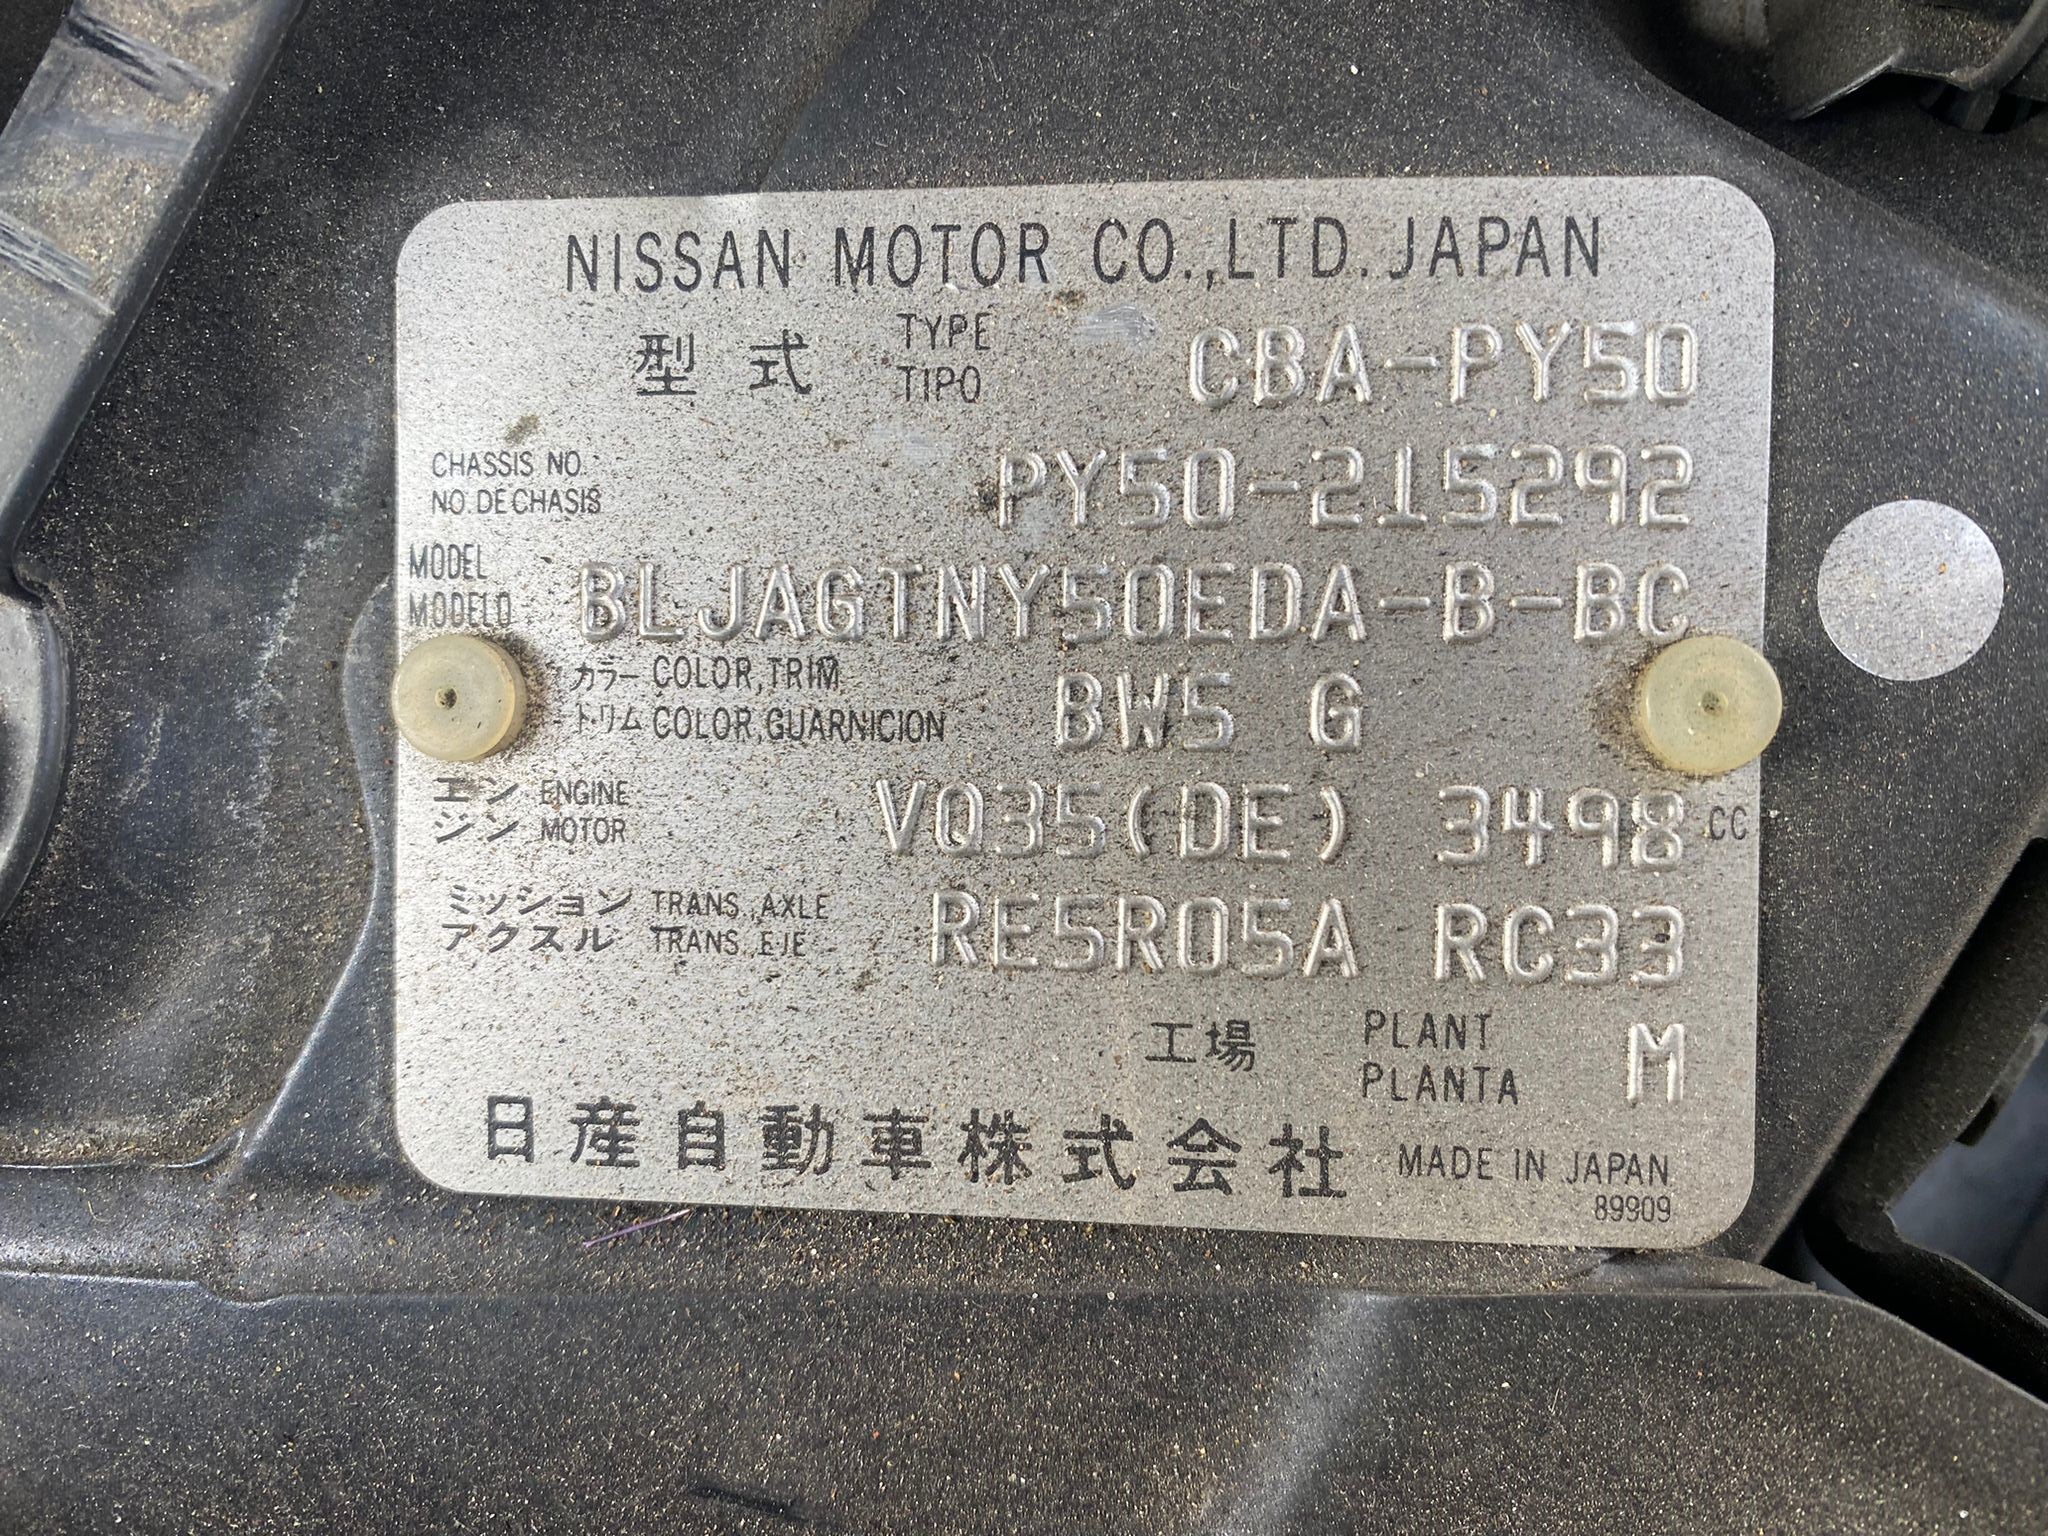 NISSAN MOTOR CO.,LTD. JAPAN
型式 TYPE CBA-PY50
TIPO
CHASSIS NO. PY50-215292
NO. DE CHASIS
MODEL BLJAGTNY50EDA-B-BC
MODELO
カラー COLOR,TRIM BW5 G
トリム COLOR,GUARNICION
エン ENGINE VQ35(DE) 3498 CC
ジン MOTOR
ミッション TRANS.,AXLE RE5R05A RC33
アクスル TRANS.,EJE
工場 PLANT M
PLANTA
日産自動車株式会社 MADE IN JAPAN
89909